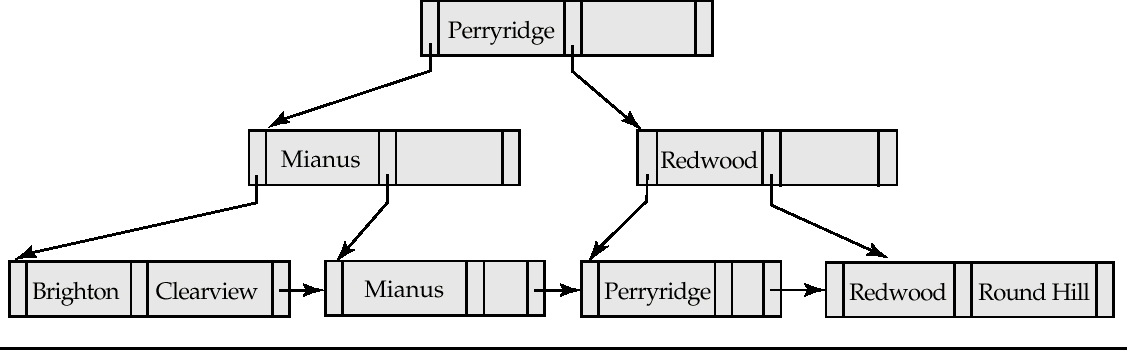 Perryridge
Mianus
Redwood
Brighton Clearview
Mianus
Perryridge
Redwood Round Hill